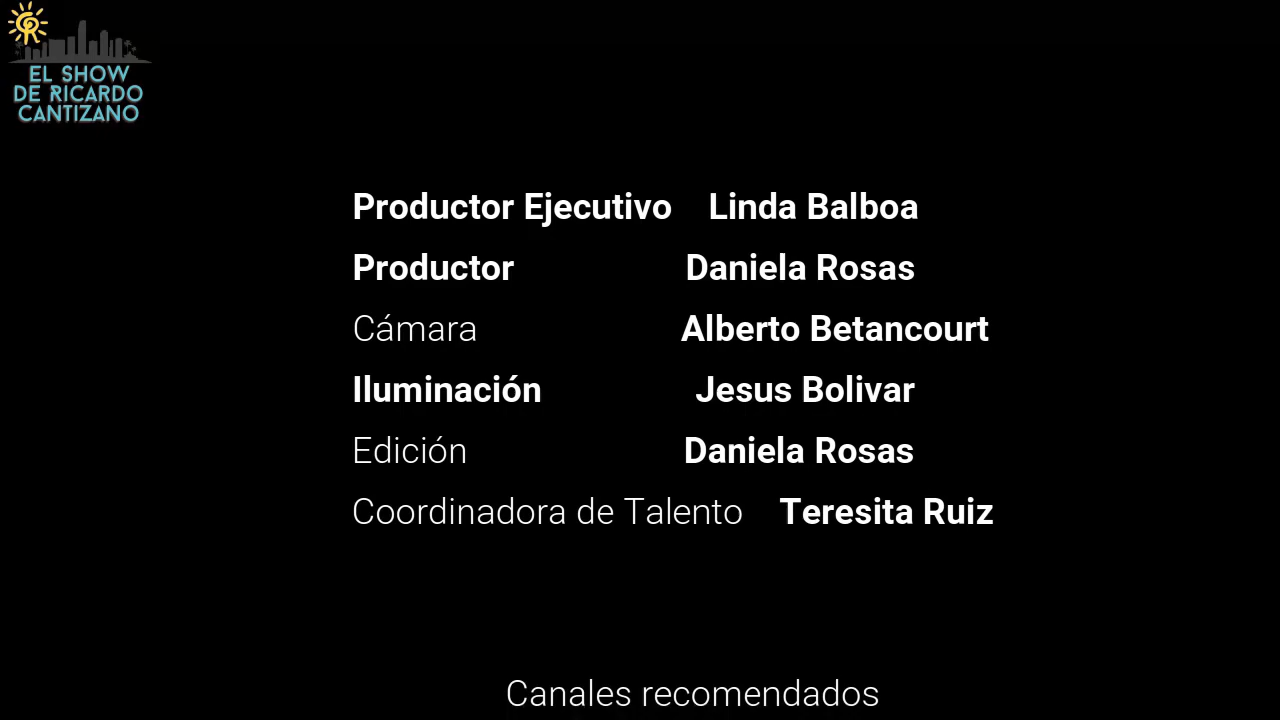 EL SHOW
DE RICARDO
CANTIZANO
Productor Ejecutivo Linda Balboa
Productor Daniela Rosas
Cámara Alberto Betancourt
Iluminación Jesus Bolivar
Edición Daniela Rosas
Coordinadora de Talento Teresita Ruiz
Canales recomendados